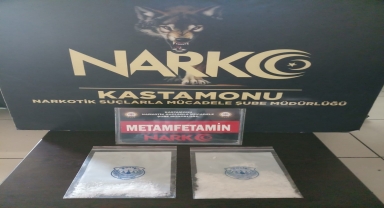 NARKO
KASTAMONU
NARKOTİK SUÇLARLA MÜCADELE ŞUBE MÜDÜRLÜĞÜ
METAMFETAMİN
NARKO